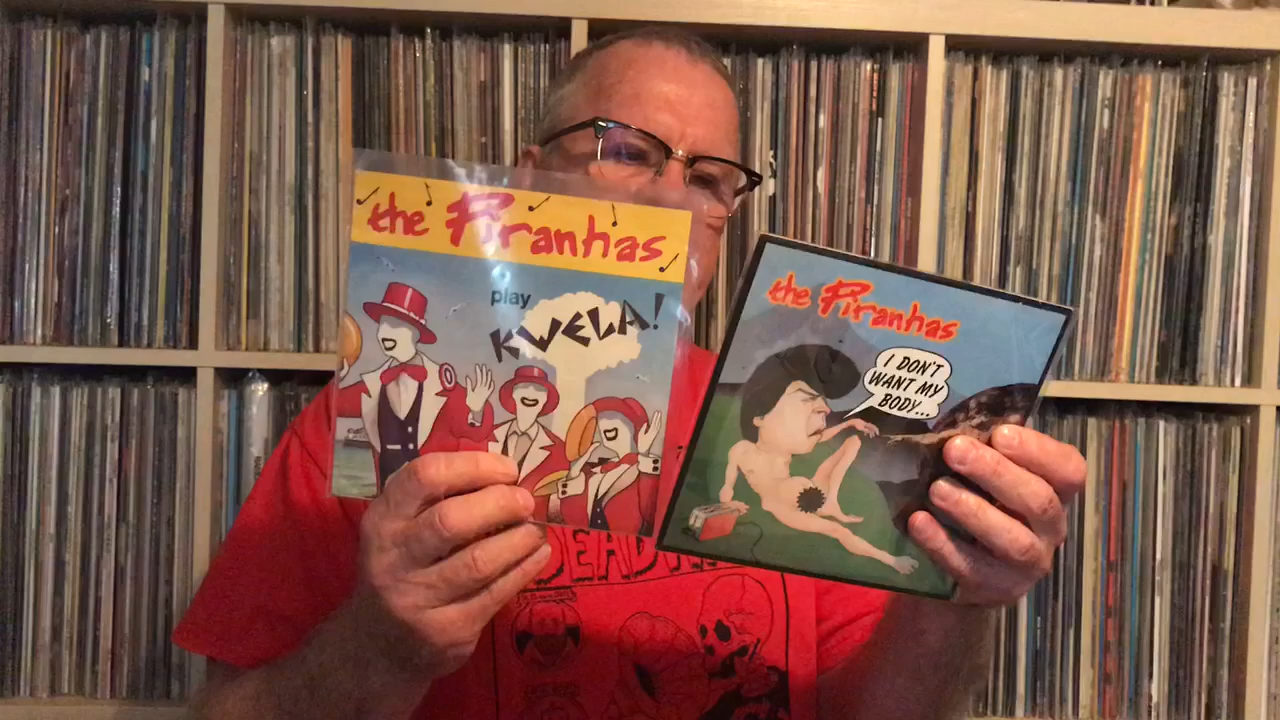 the Piranhas
play
KWELA!
the Piranhas
I DON'T
WANT MY
BODY...